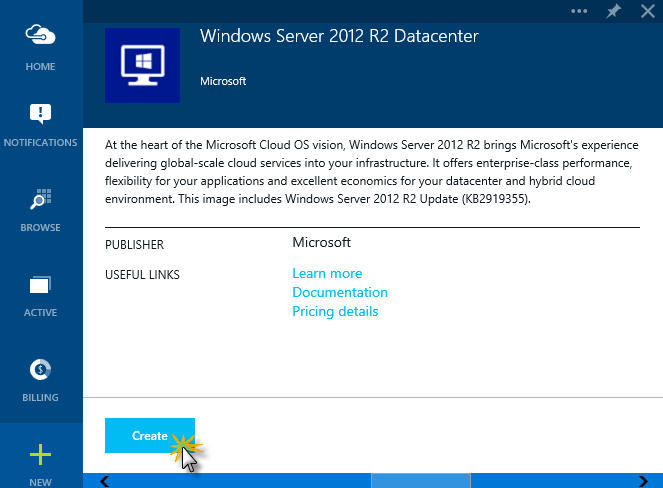 HOME
NOTIFICATIONS
BROWSE
ACTIVE
BILLING
NEW
Windows Server 2012 R2 Datacenter
Microsoft
At the heart of the Microsoft Cloud OS vision, Windows Server 2012 R2 brings Microsoft's experience
delivering global-scale cloud services into your infrastructure. It offers enterprise-class performance,
flexibility for your applications and excellent economics for your datacenter and hybrid cloud
environment. This image includes Windows Server 2012 R2 Update (KB2919355).
PUBLISHER Microsoft
USEFUL LINKS Learn more
Documentation
Pricing details
Create